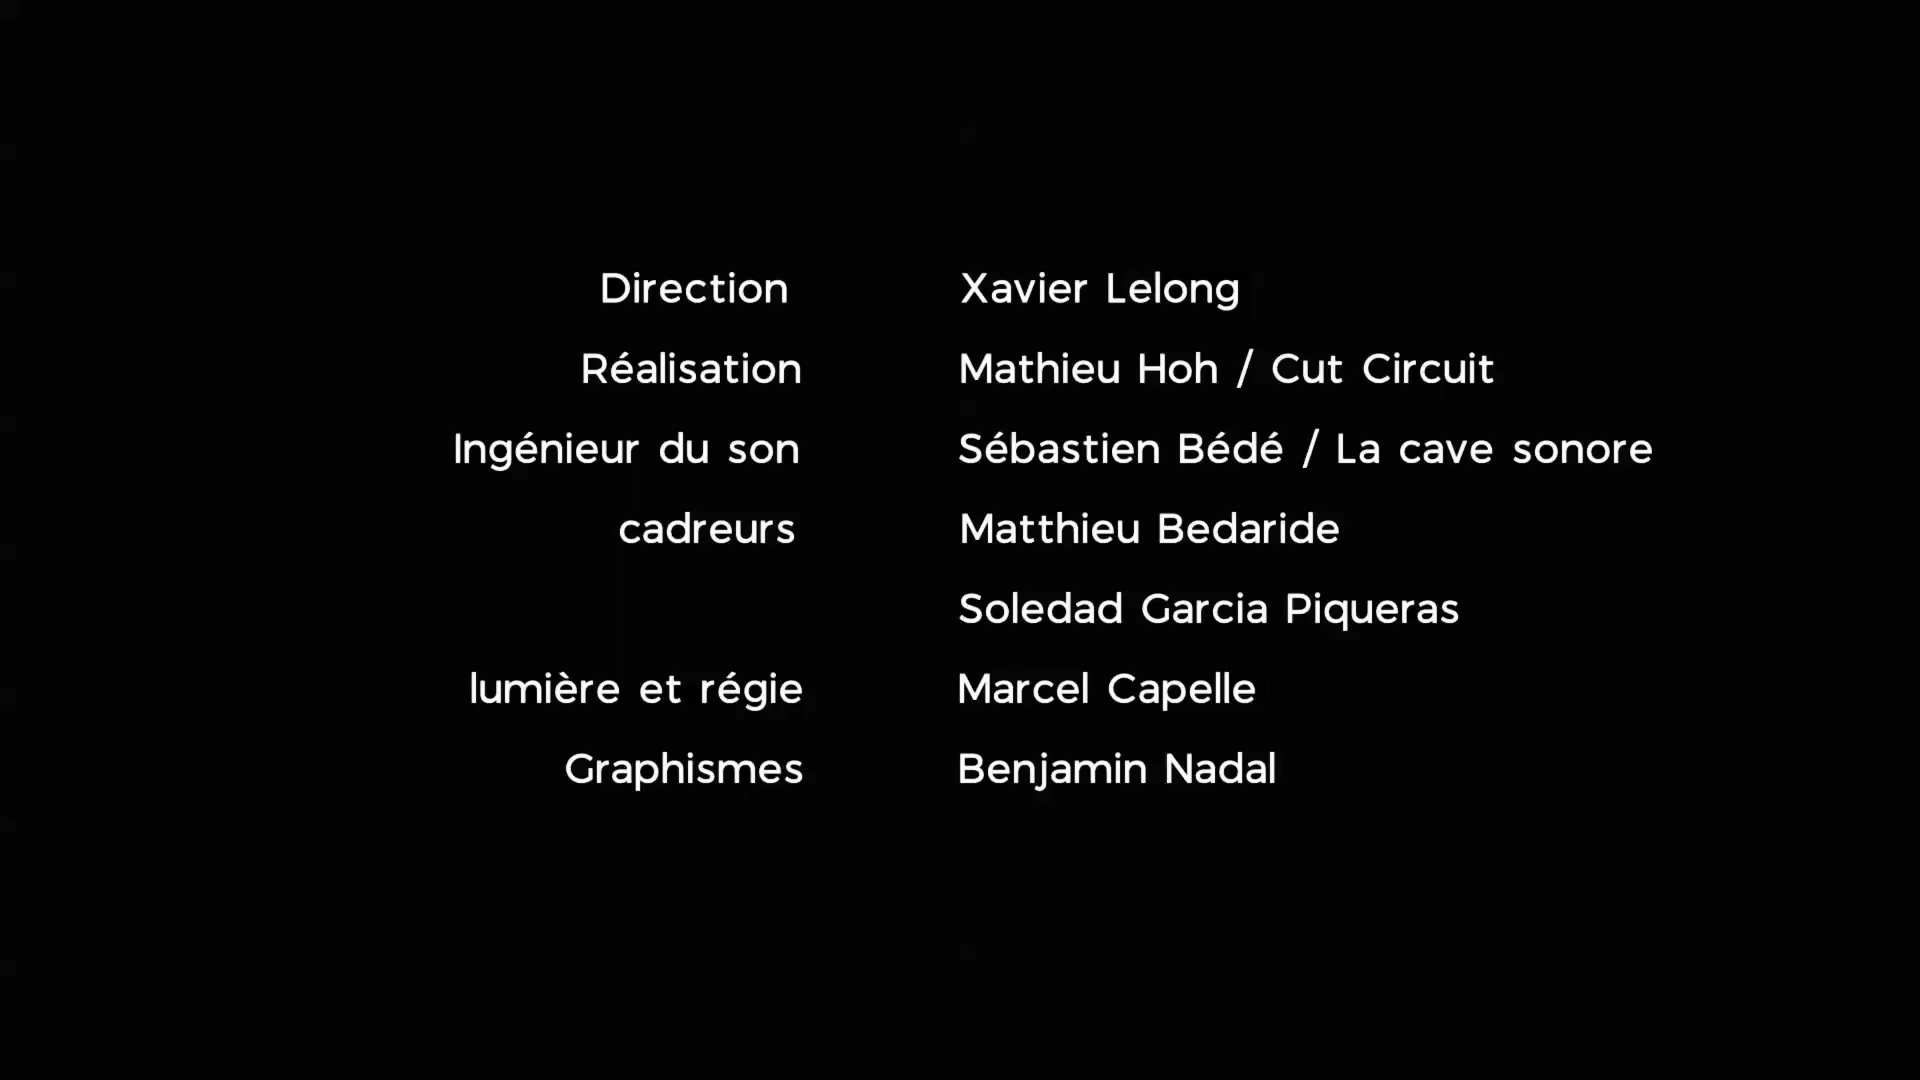 Direction Xavier Lelong
Réalisation Mathieu Hoh / Cut Circuit
Ingénieur du son Sébastien Bédé / La cave sonore
cadreurs Matthieu Bedaride
Soledad Garcia Piqueras
lumière et régie Marcel Capelle
Graphismes Benjamin Nadal